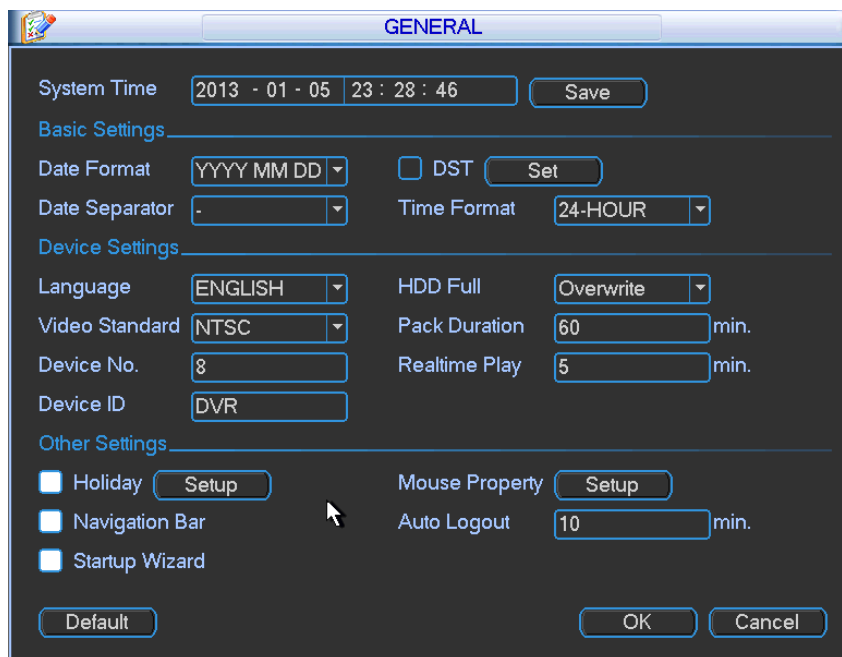 GENERAL
System Time 2013 - 01 - 05 23 : 28 : 46 Save
Basic Settings
Date Format YYYY MM DD DST Set
Date Separator - Time Format 24-HOUR
Device Settings
Language ENGLISH HDD Full Overwrite
Video Standard NTSC Pack Duration 60 min.
Device No. 8 Realtime Play 5 min.
Device ID DVR
Other Settings
Holiday Setup Mouse Property Setup
Navigation Bar Auto Logout 10 min.
Startup Wizard
Default OK Cancel